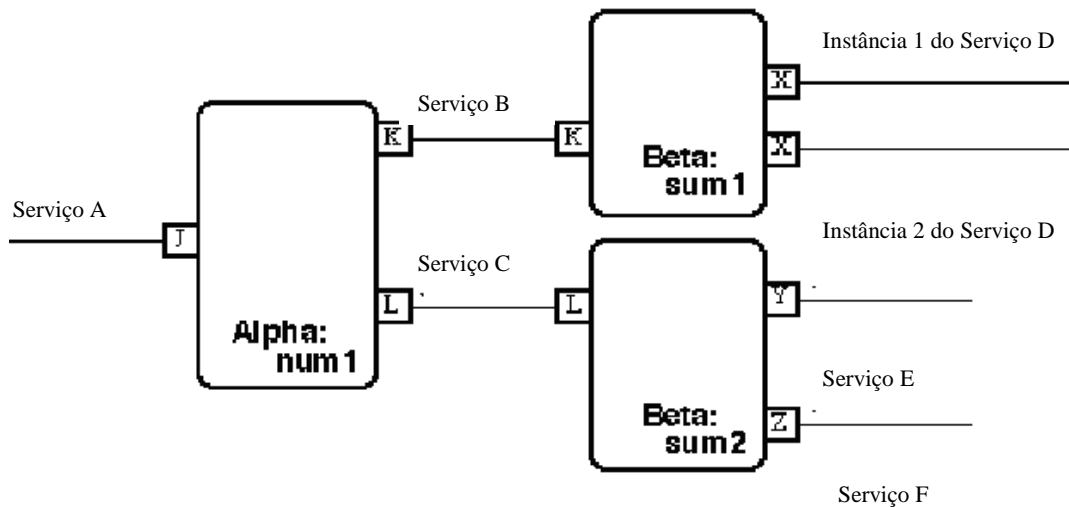 Instância 1 do Serviço D
X
Serviço B
K
K
X
Beta:
sum1
Serviço A
J
Instância 2 do Serviço D
Serviço C
L
L
Y
Alpha:
num1
Serviço E
Beta:
sum2
Z
Serviço F